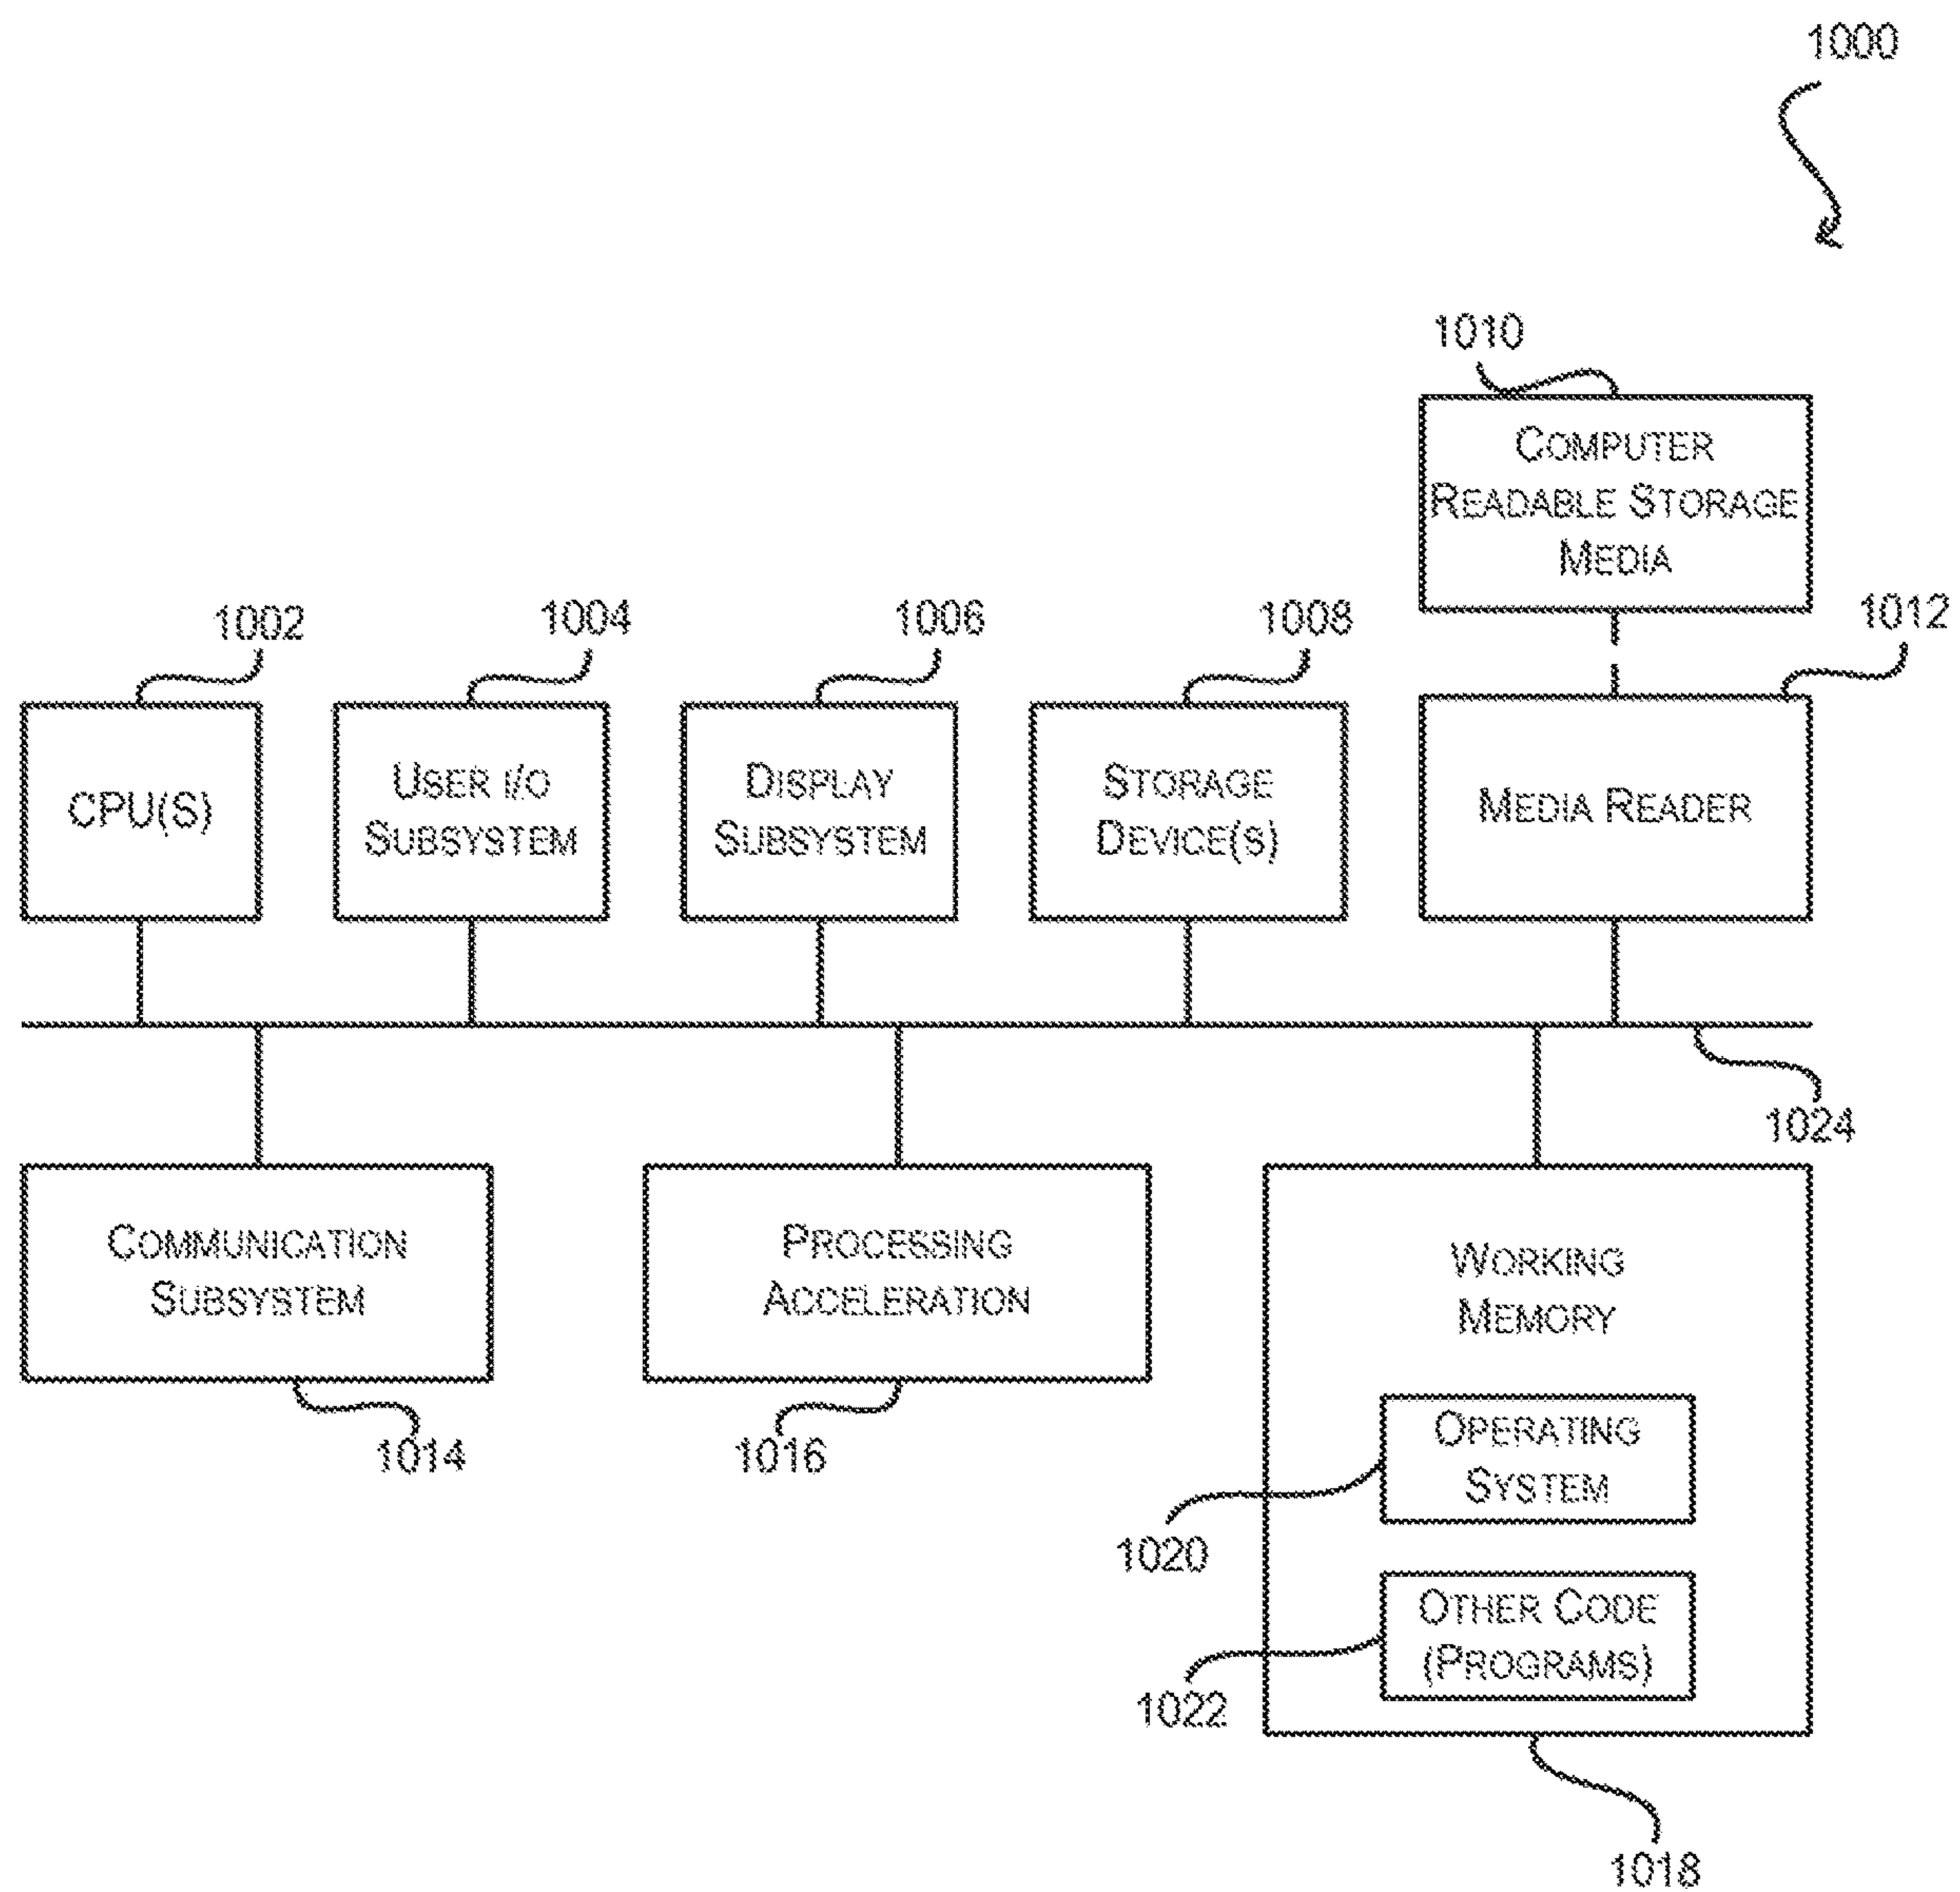 1000
1010
COMPUTER
READABLE STORAGE
MEDIA
1002
1004
1006
1008
1012
CPU(S)
USER I/O
SUBSYSTEM
DISPLAY
SUBSYSTEM
STORAGE
DEVICE(S)
MEDIA READER
1024
COMMUNICATION
SUBSYSTEM
1014
PROCESSING
ACCELERATION
1016
WORKING
MEMORY
OPERATING
SYSTEM
1020
OTHER CODE
(PROGRAMS)
1022
1018